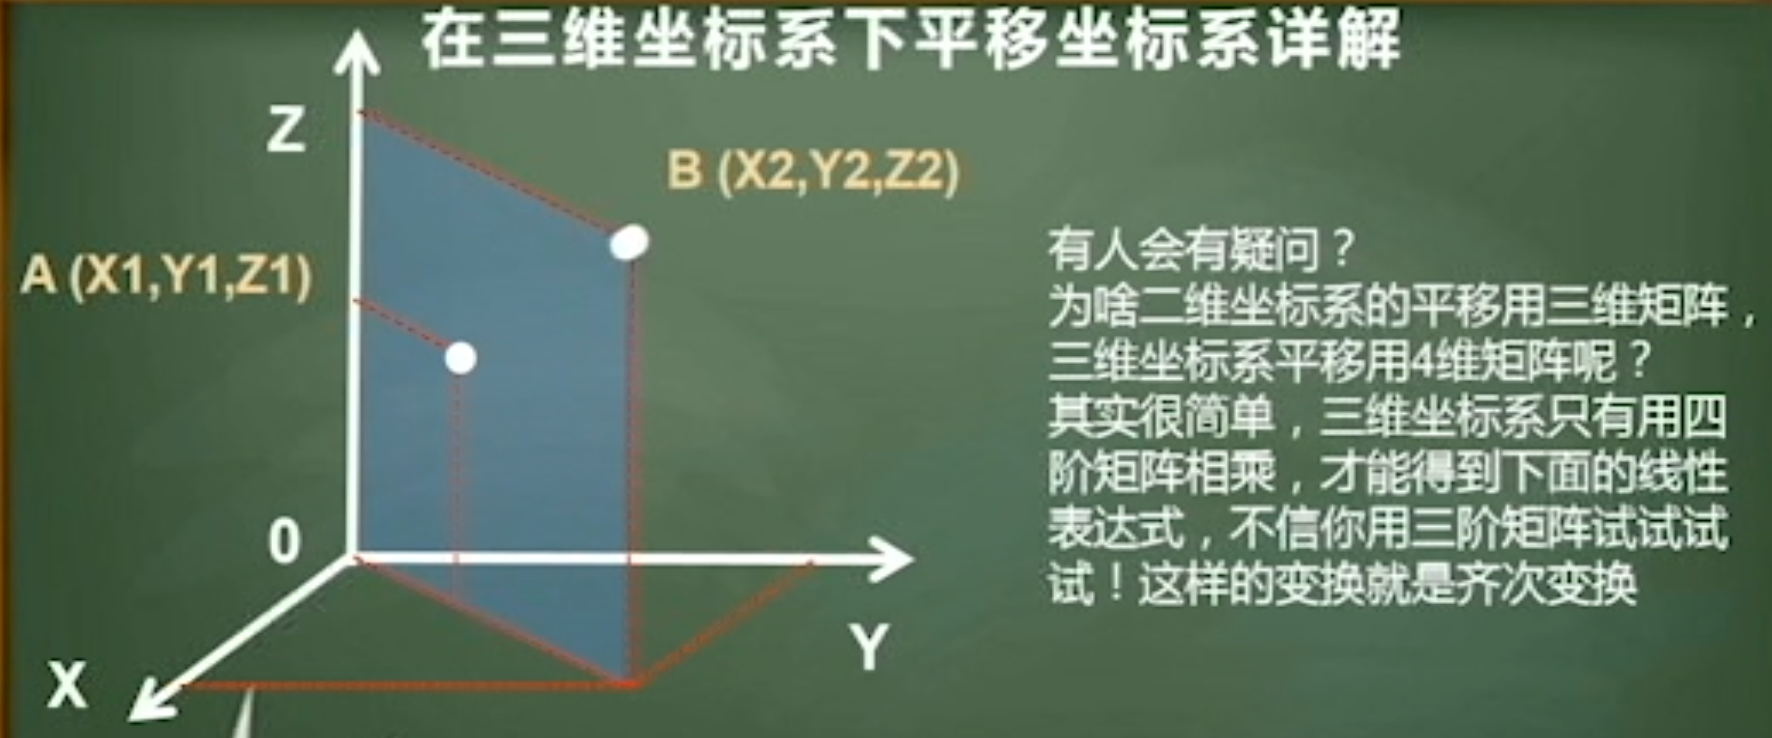 在三维坐标系下平移坐标系详解
Z
B (X2,Y2,Z2)
A (X1,Y1,Z1)
0
X
Y
有人会有疑问？
为啥二维坐标系的平移用三维矩阵，
三维坐标系平移用4维矩阵呢？
其实很简单，三维坐标系只有用四
阶矩阵相乘，才能得到下面的线性
表达式，不信你用三阶矩阵试试试
试！这样的变换就是齐次变换